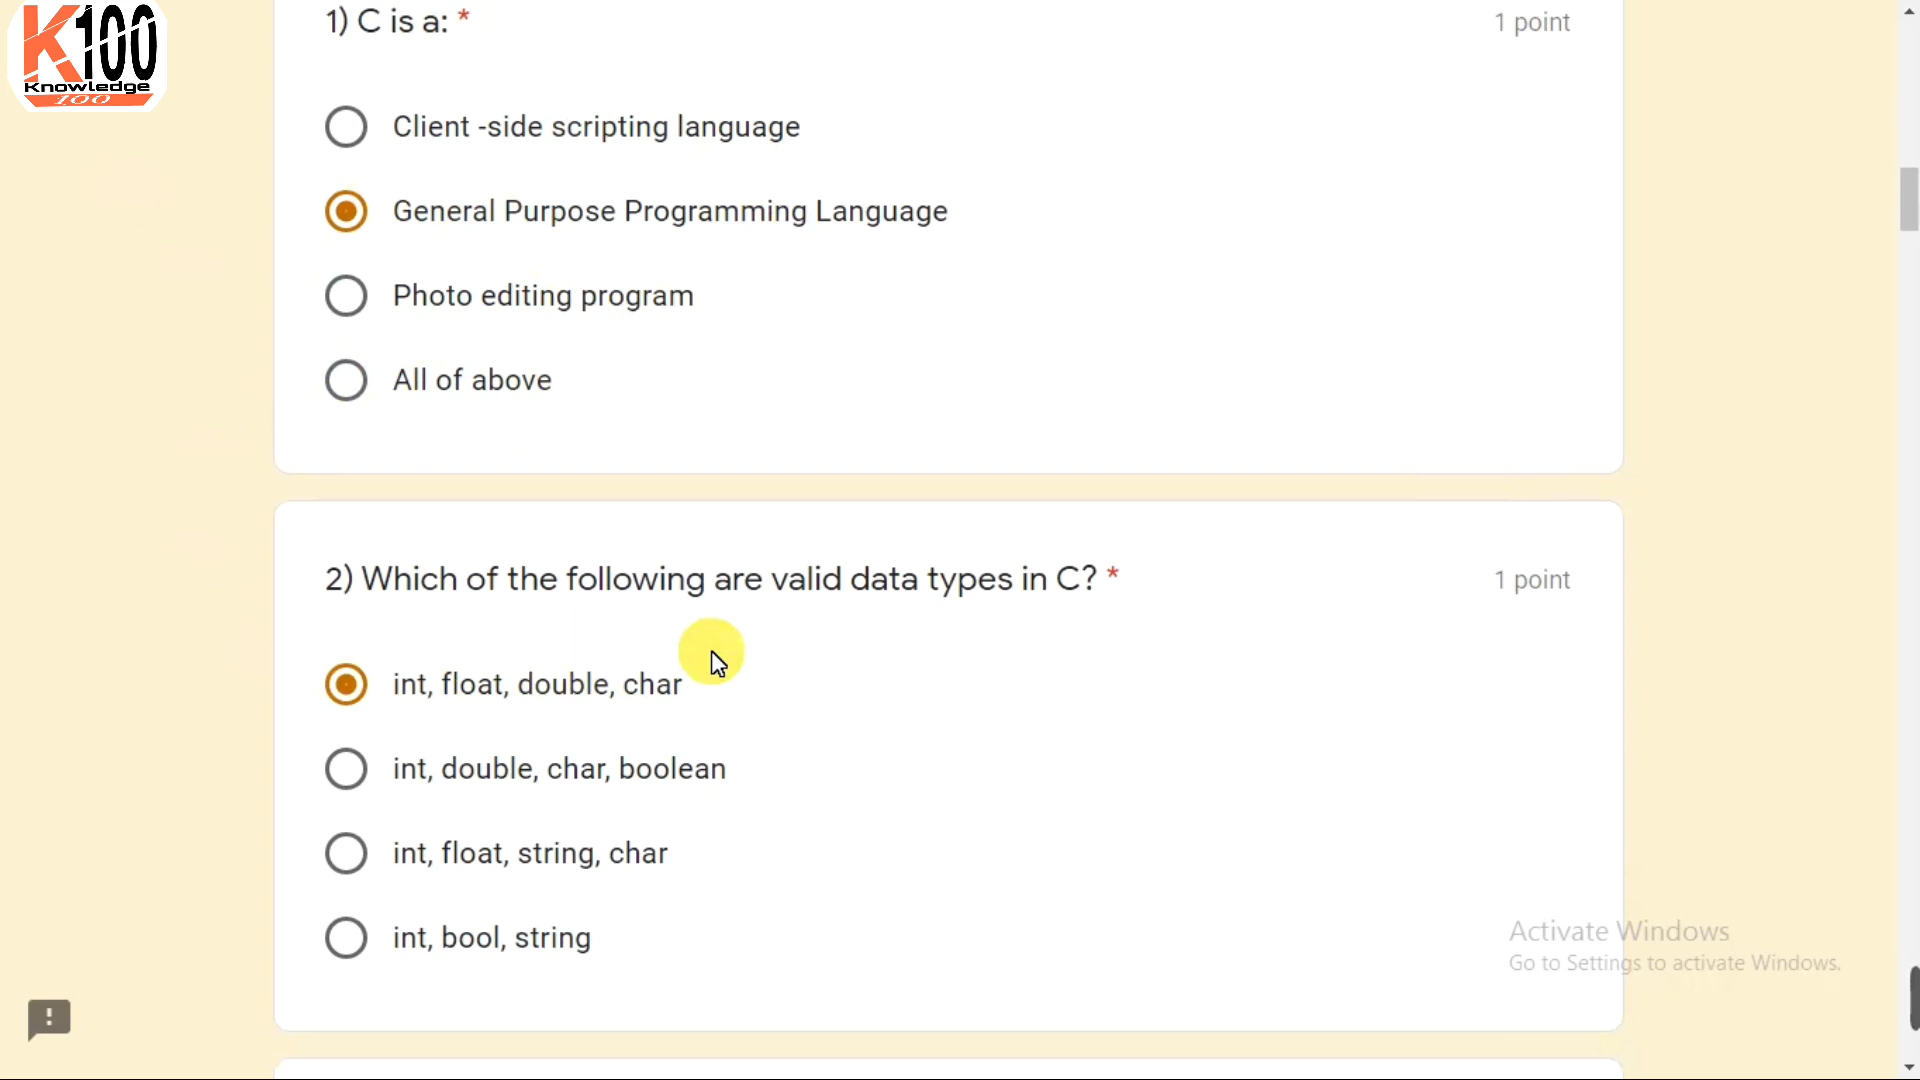 K100
Knowledge
100
1) C is a: *
1 point
Client -side scripting language
General Purpose Programming Language
Photo editing program
All of above
2) Which of the following are valid data types in C? *
1 point
int, float, double, char
int, double, char, boolean
int, float, string, char
int, bool, string
Activate Windows
Go to Settings to activate Windows.
!